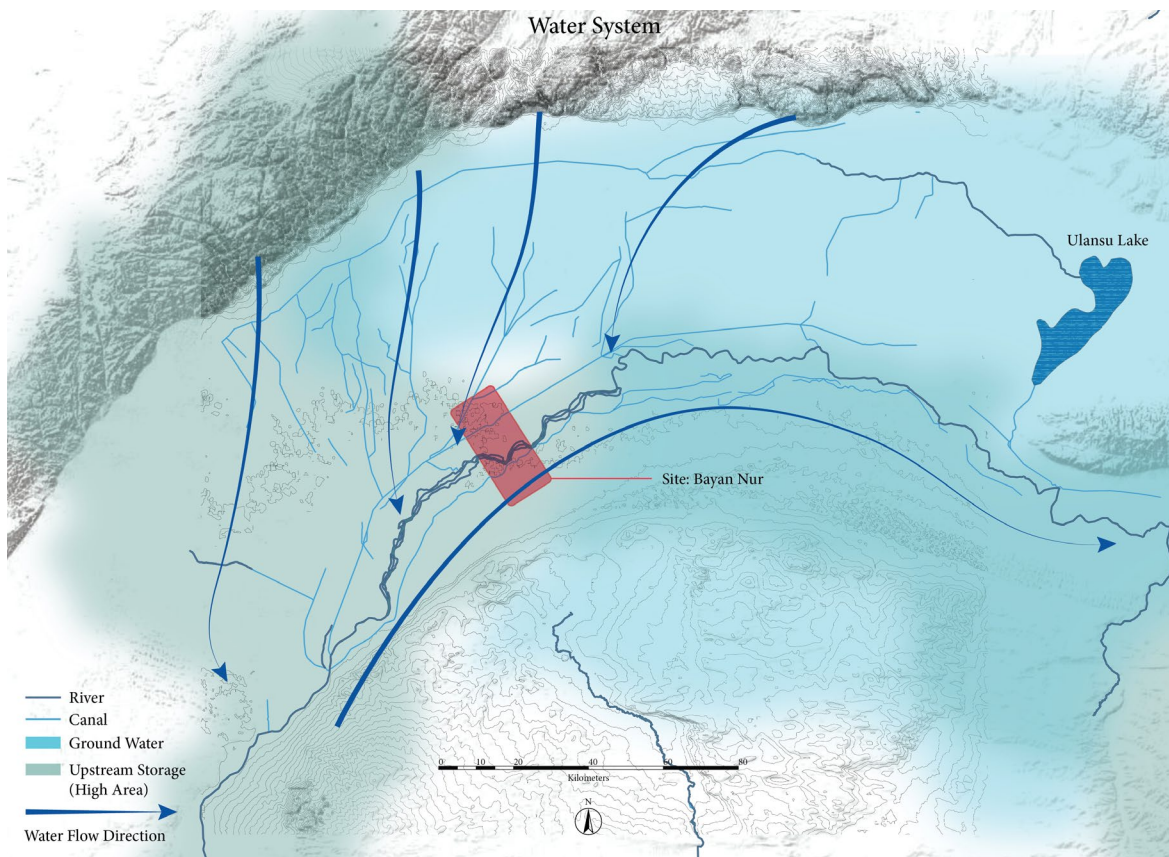 Water System
Ulansu Lake
Site: Bayan Nur
River
Canal
Ground Water
Upstream Storage
(High Area)
Water Flow Direction
0 10 20 40 60 80
Kilometers
N